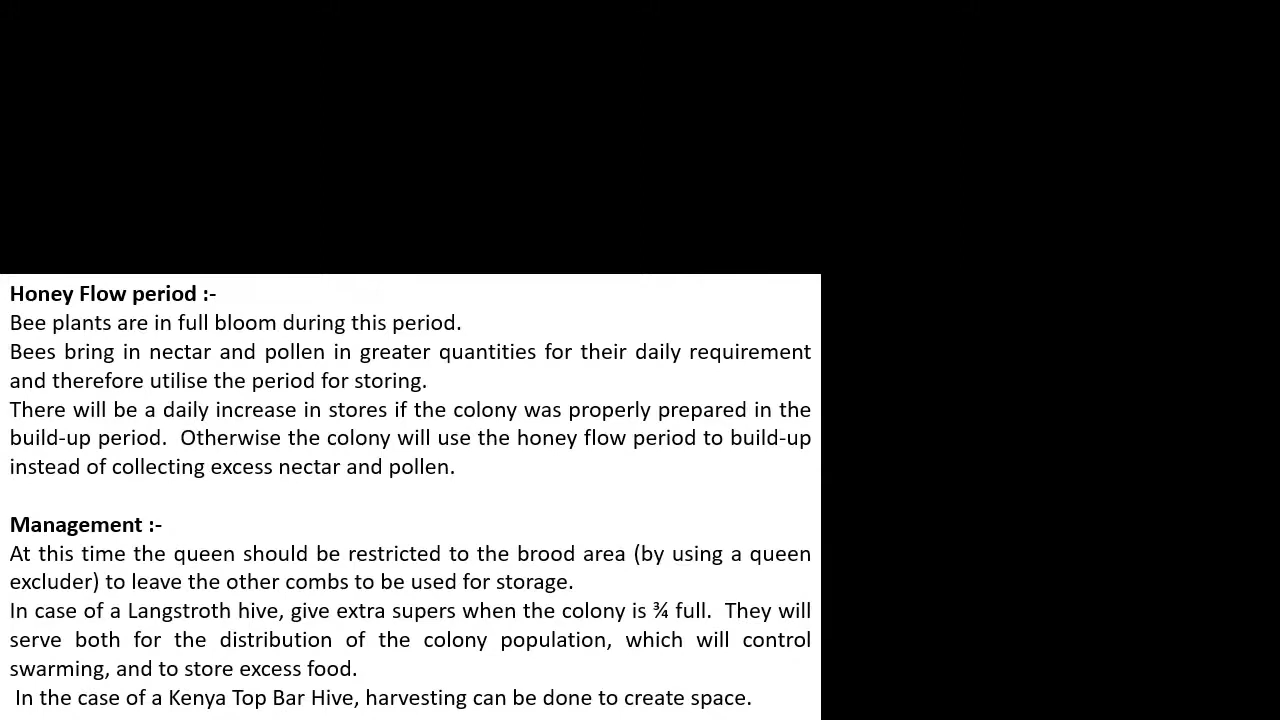 Honey Flow period :-
Bee plants are in full bloom during this period.
Bees bring in nectar and pollen in greater quantities for their daily requirement
and therefore utilise the period for storing.
There will be a daily increase in stores if the colony was properly prepared in the
build-up period.  Otherwise the colony will use the honey flow period to build-up
instead of collecting excess nectar and pollen.
Management :-
At this time the queen should be restricted to the brood area (by using a queen
excluder) to leave the other combs to be used for storage.
In case of a Langstroth hive, give extra supers when the colony is ¾ full.  They will
serve both for the distribution of the colony population, which will control
swarming, and to store excess food.
In the case of a Kenya Top Bar Hive, harvesting can be done to create space.